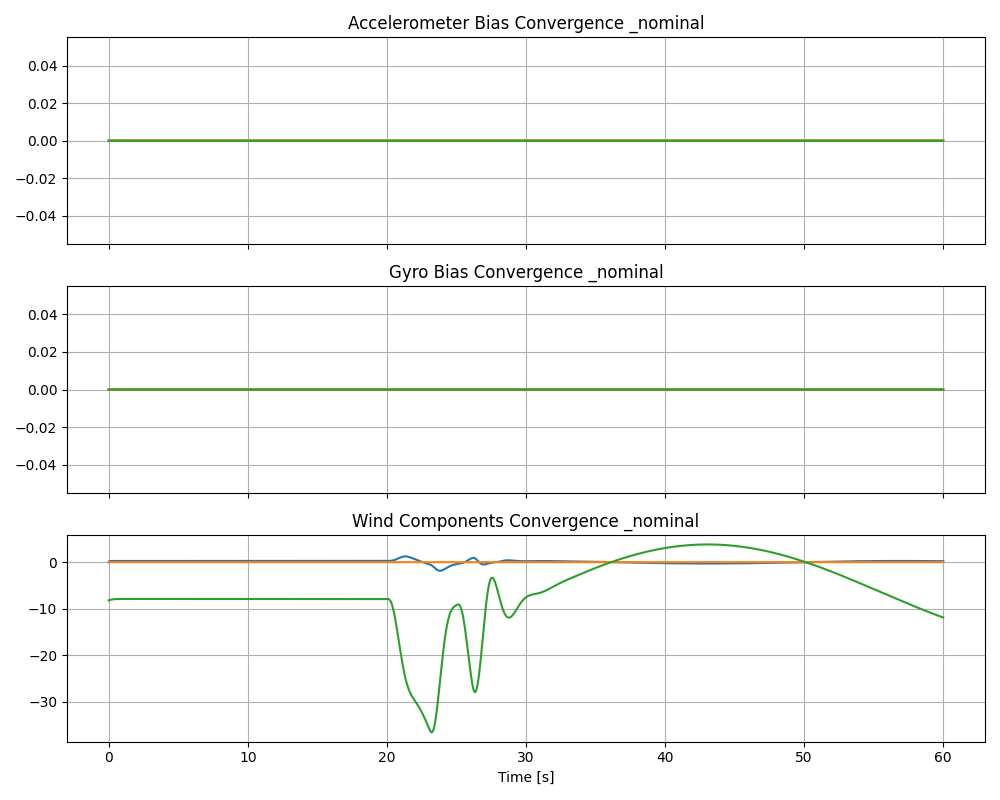 Accelerometer Bias Convergence _nominal
0.04
0.02
0.00
−0.02
−0.04
Gyro Bias Convergence _nominal
0.04
0.02
0.00
−0.02
−0.04
Wind Components Convergence _nominal
0
−10
−20
−30
0 10 20 30 40 50 60
Time [s]